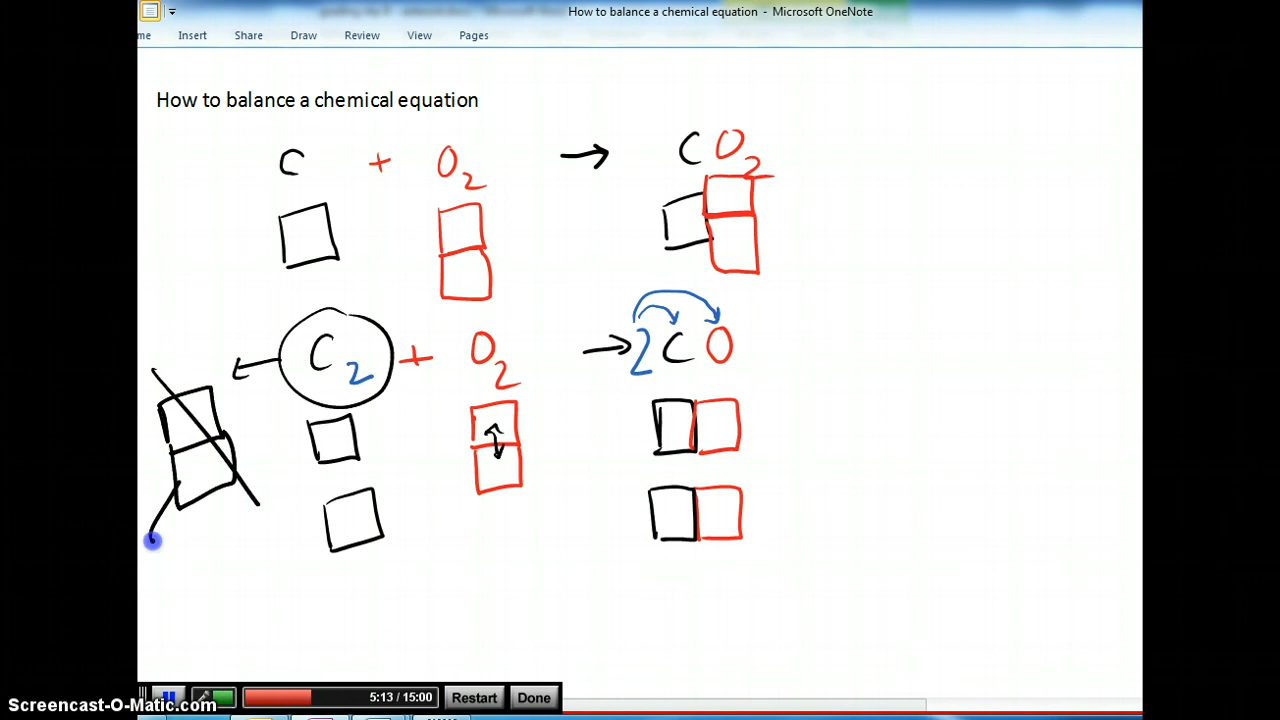 How to balance a chemical equation - Microsoft OneNote
me Insert Share Draw Review View Pages
How to balance a chemical equation
C + O₂ → CO₂
C₂ + O₂ → 2CO
5:13 / 15:00 Restart Done
Screencast-O-Matic.com